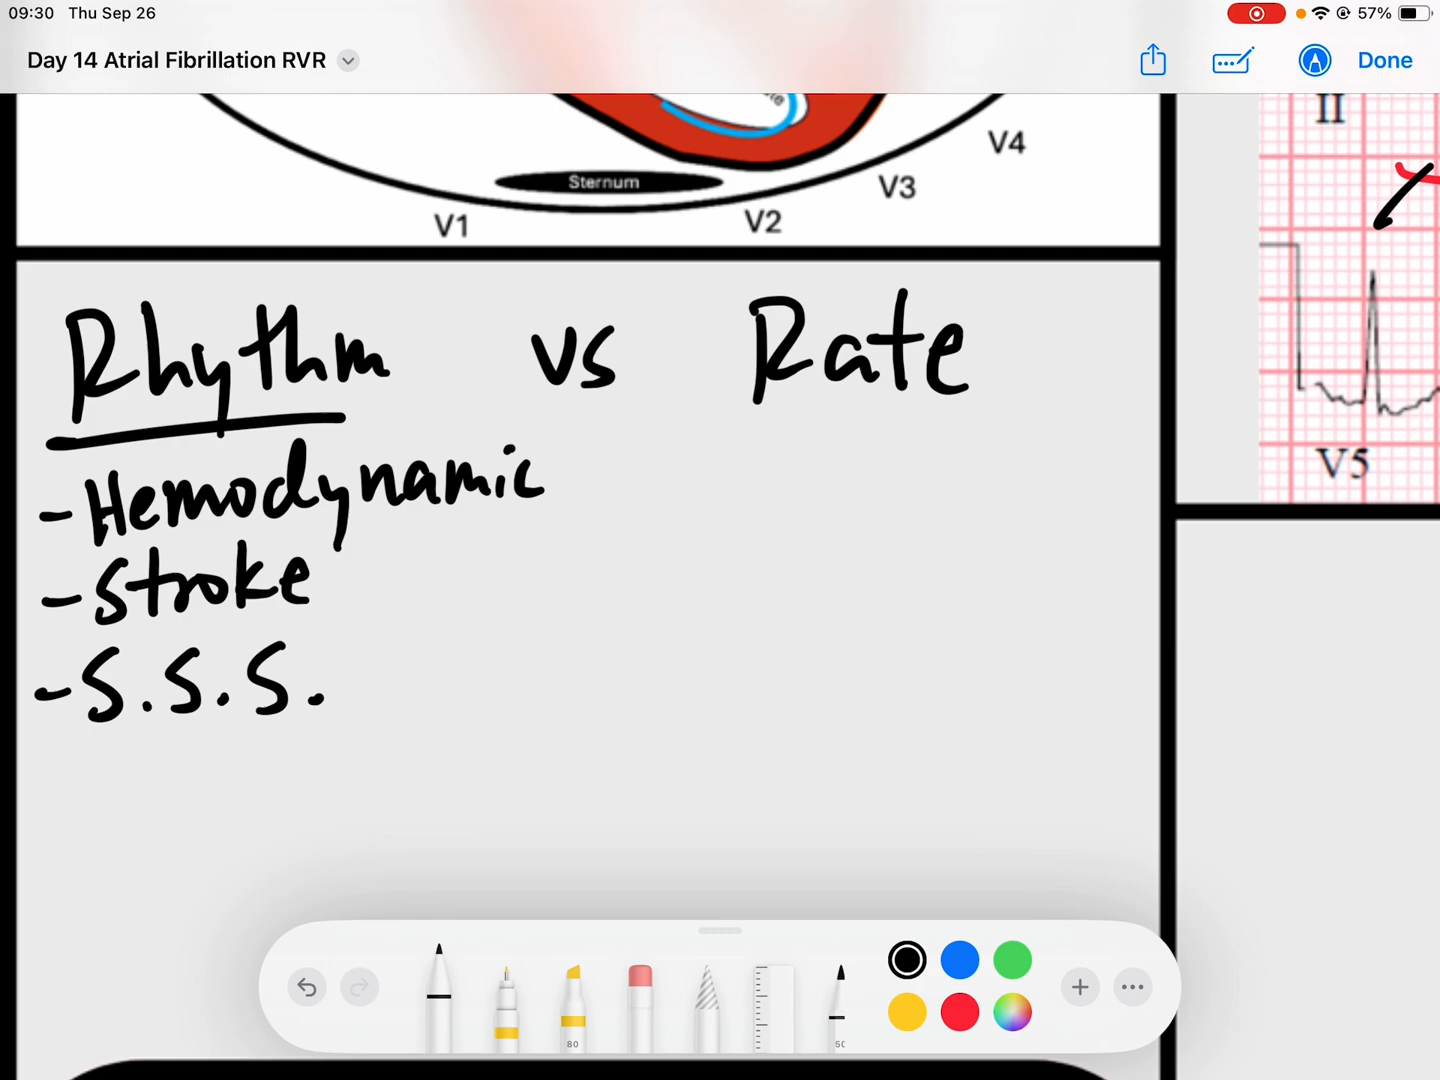 09:30 Thu Sep 26
57%
Day 14 Atrial Fibrillation RVR
Done
II
V4
Sternum
V3
V1
V2
Rhythm vs Rate
V5
-Hemodynamic
-Stroke
-S.S.S.
80